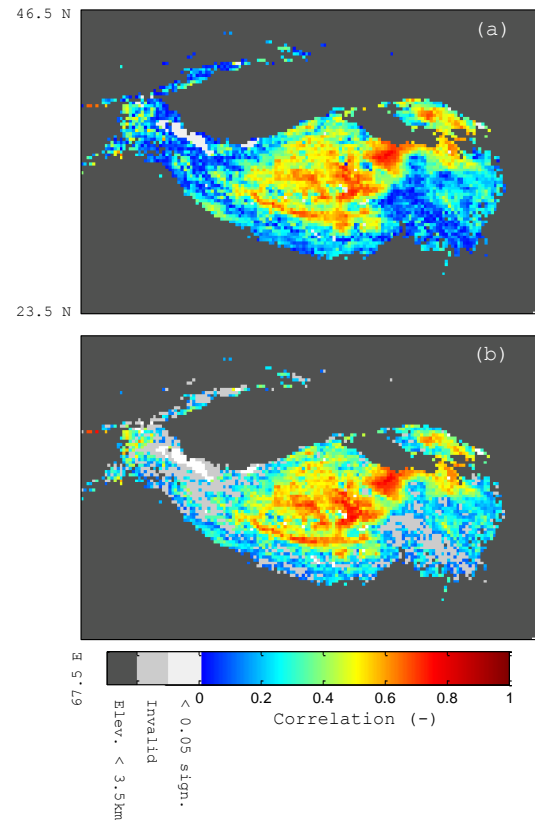 46.5 N
(a)
23.5 N
(b)
67.5 E
0 0.2 0.4 0.6 0.8 1
Correlation (-)
Elev. < 3.5km
Invalid
< 0.05 sign.